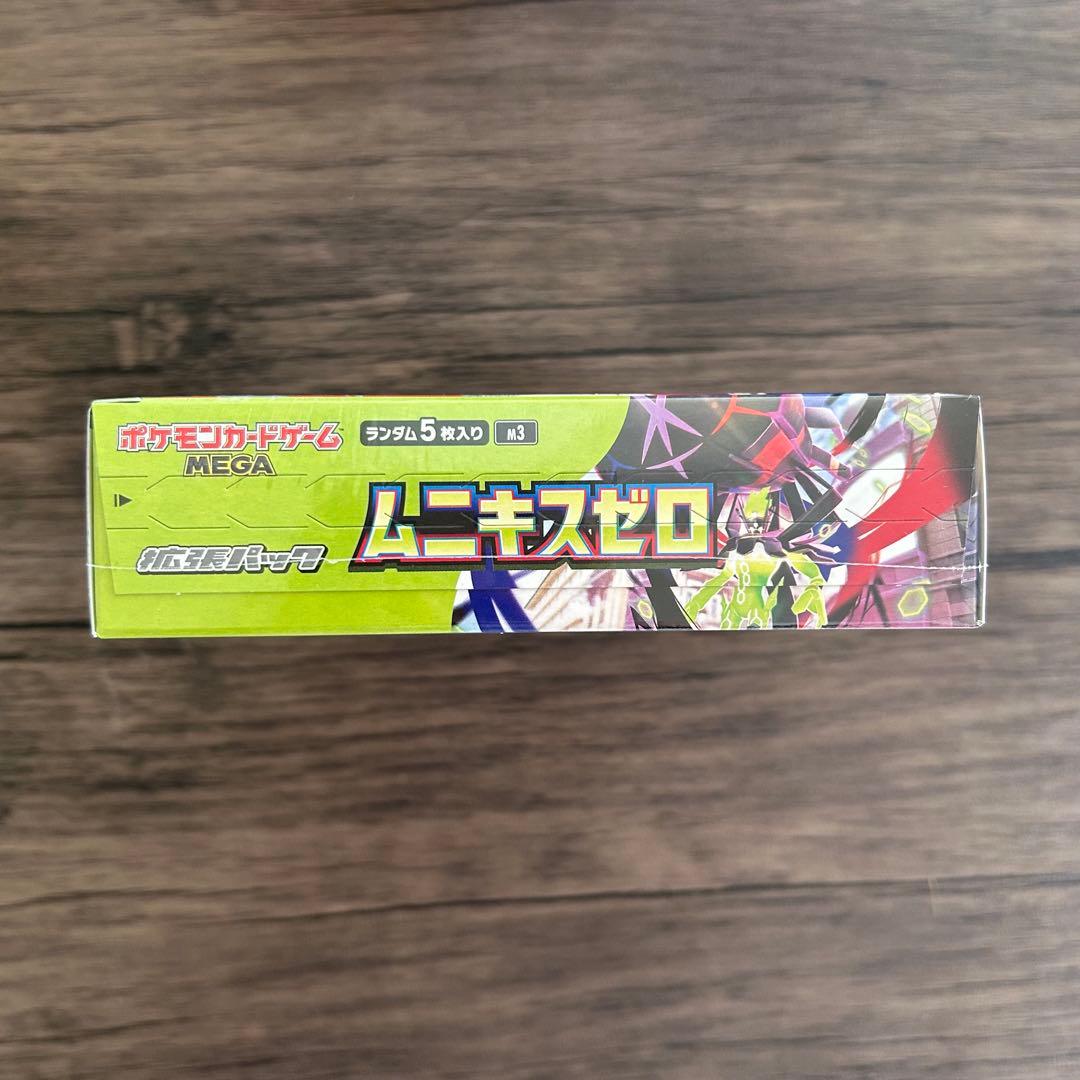 ポケモンカードゲーム
MEGA
ランダム5枚入り M3
ムニキスゼロ
拡張パック